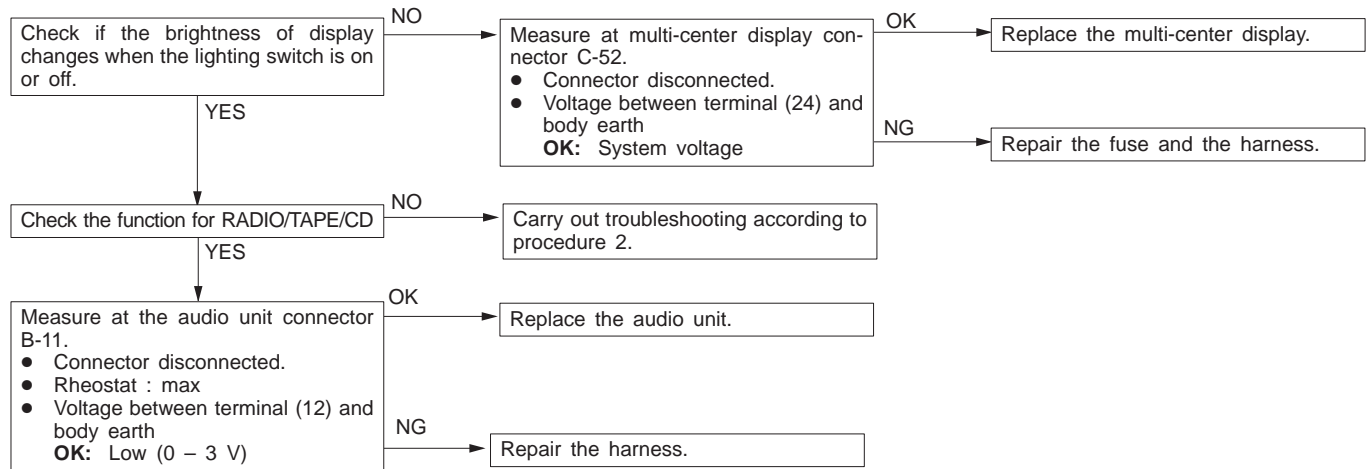 Check if the brightness of display
changes when the lighting switch is on
or off.
NO
Measure at multi-center display con-
nector C-52.
● Connector disconnected.
● Voltage between terminal (24) and
body earth
OK: System voltage
OK
Replace the multi-center display.
NG
Repair the fuse and the harness.
YES
Check the function for RADIO/TAPE/CD
NO
Carry out troubleshooting according to
procedure 2.
YES
Measure at the audio unit connector
B-11.
● Connector disconnected.
● Rheostat : max
● Voltage between terminal (12) and
body earth
OK: Low (0 – 3 V)
OK
Replace the audio unit.
NG
Repair the harness.